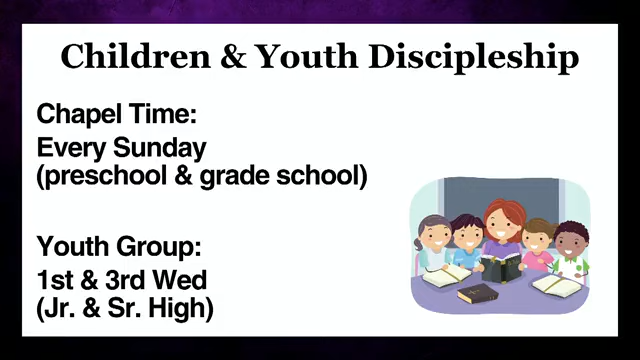 Children & Youth Discipleship
Chapel Time:
Every Sunday
(preschool & grade school)
Youth Group:
1st & 3rd Wed
(Jr. & Sr. High)